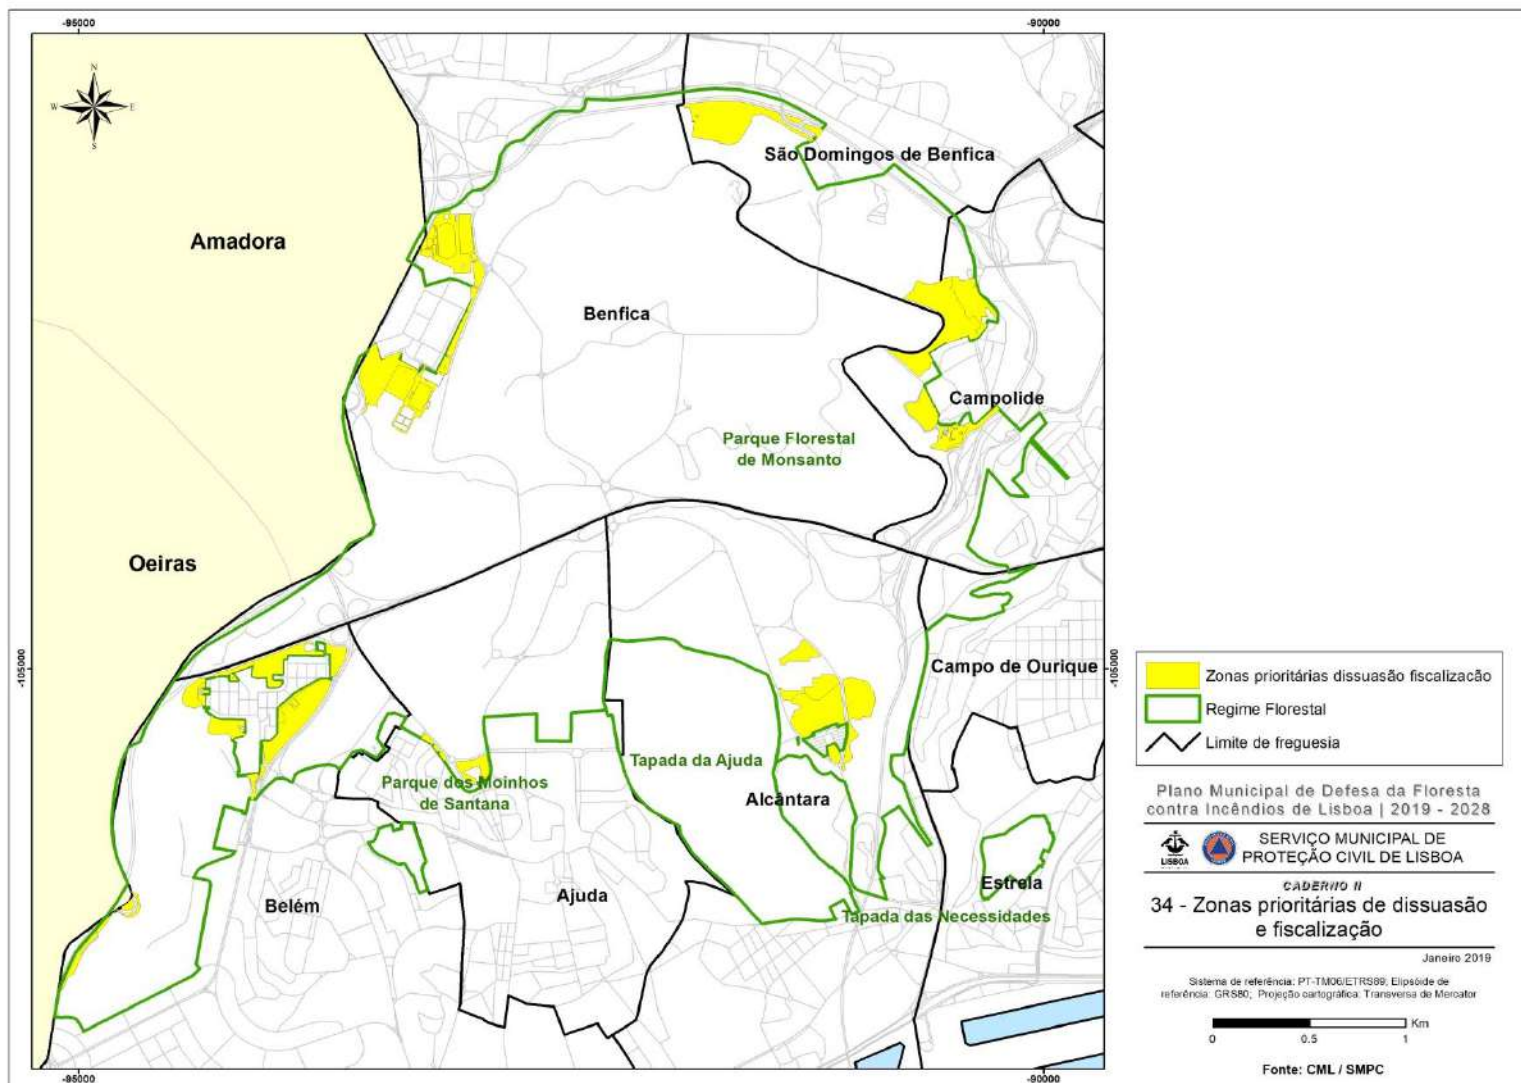 -95000
-90000
N
W
E
S
São Domingos de Benfica
Amadora
Benfica
Campolide
Parque Florestal
de Monsanto
Oeiras
-105000
Campo de Ourique
-105000
Tapada da Ajuda
Parque dos Moinhos
de Santana
Alcântara
Estrela
Ajuda
Belém
Tapada das Necessidades
-95000
-90000
Zonas prioritárias dissuasão fiscalizacão
Regime Florestal
Limite de freguesia
Plano Municipal de Defesa da Floresta
contra Incêndios de Lisboa | 2019 - 2028
LISBOA
SERVIÇO MUNICIPAL DE
PROTEÇÃO CIVIL DE LISBOA
CADERNO II
34 - Zonas prioritárias de dissuasão
e fiscalização
Janeiro 2019
Sistema de referência: PT-TM06/ETRS89; Elipsóide de
referência: GRS80; Projeção cartográfica: Transversa de Mercator
Km
0 0.5 1
Fonte: CML / SMPC